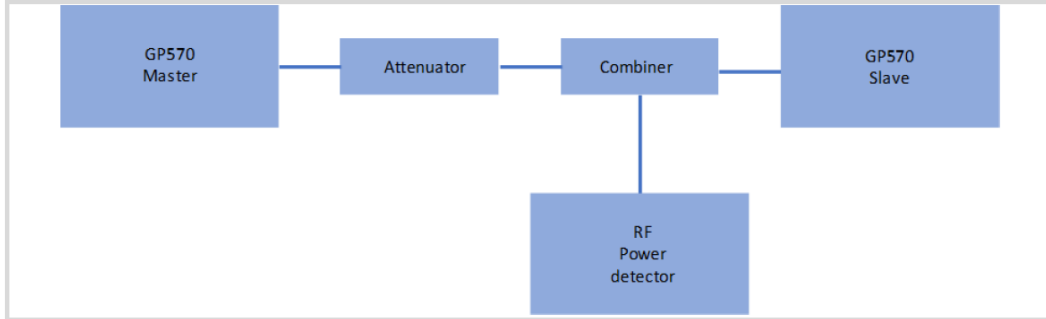 GP570
Master
Attenuator
Combiner
GP570
Slave
RF
Power
detector